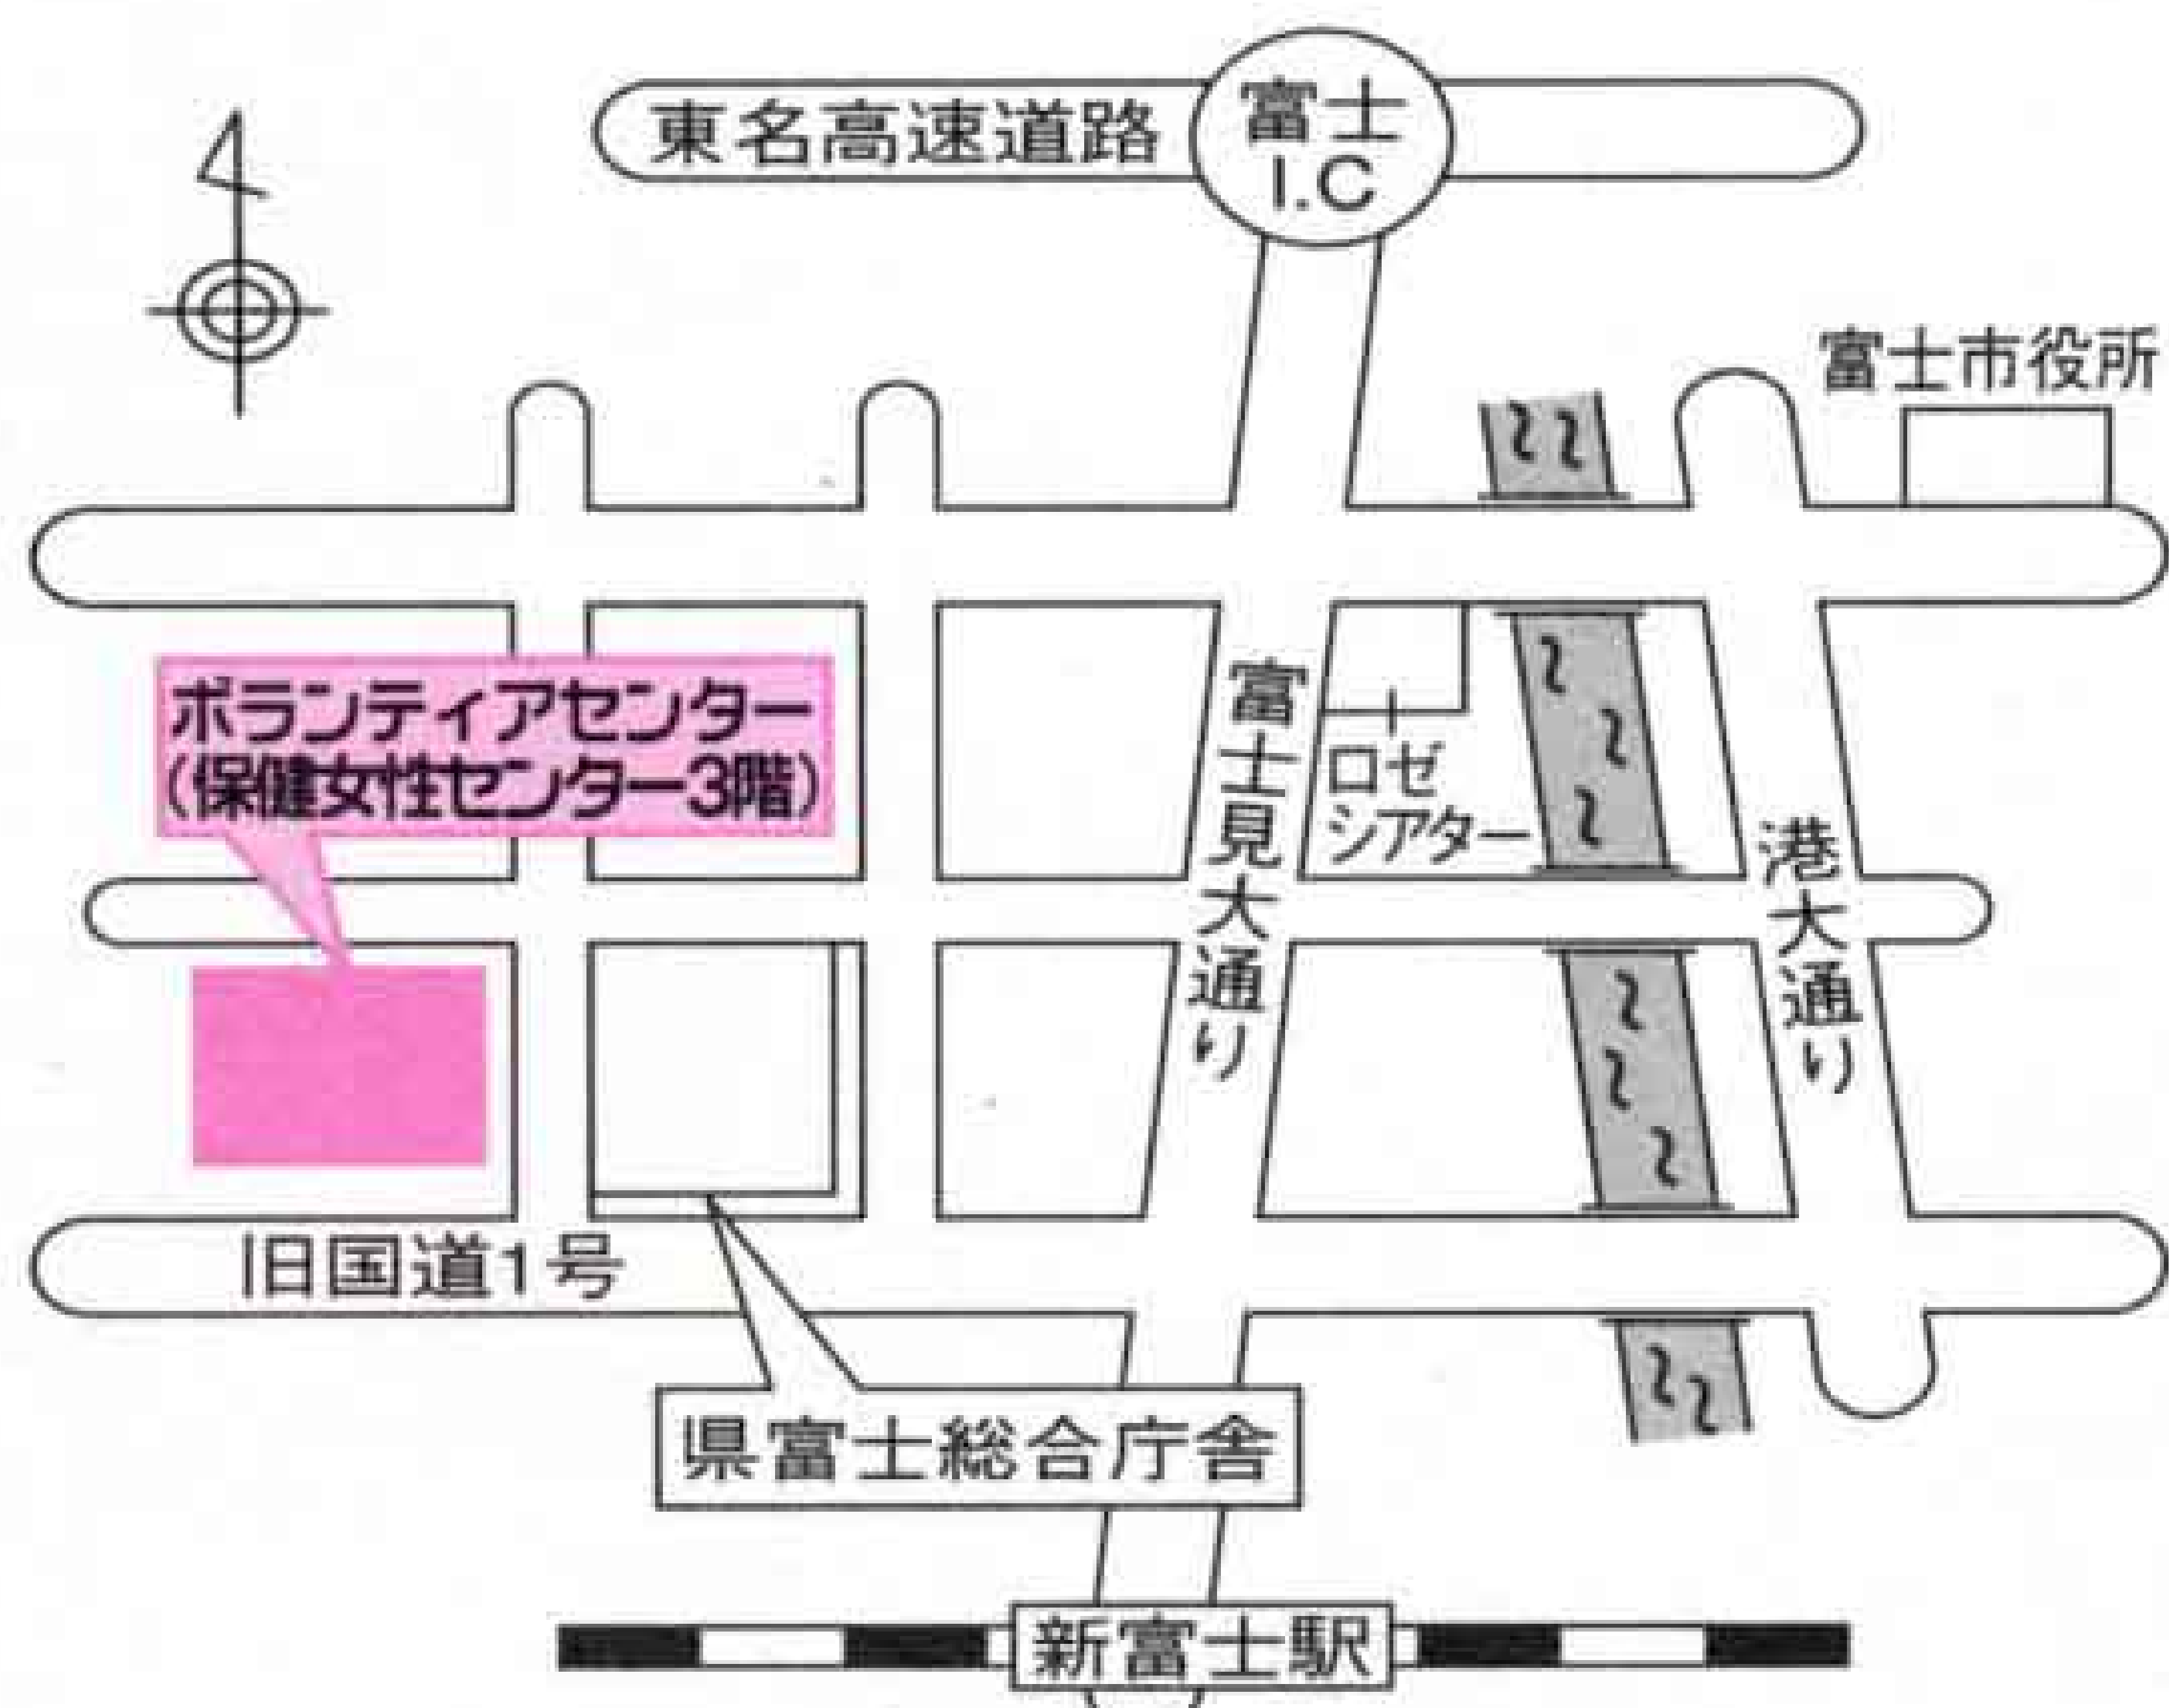 東名高速道路
富士
I.C
富士市役所
ボランティアセンター
(保健女性センター3階)
富士見大通り
ロゼ
シアター
港大通り
旧国道1号
県富士総合庁舎
新富士駅